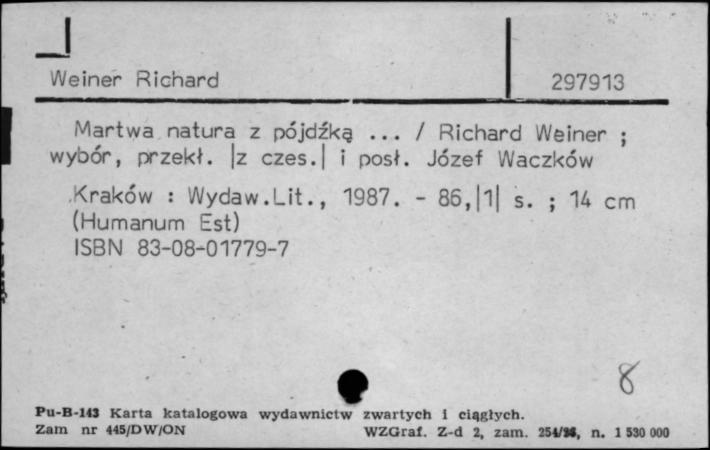 Weiner Richard 297913
Martwa natura z pójdźką ... / Richard Weiner ;
wybór, przekł. |z czes.| i posł. Józef Waczków
Kraków : Wydaw.Lit., 1987. - 86,|1| s. ; 14 cm
(Humanum Est)
ISBN 83-08-01779-7
8
Pu-B-143 Karta katalogowa wydawnictw zwartych i ciągłych.
Zam nr 445/DW/ON WZGraf. Z-d 2, zam. n. 1 530 000